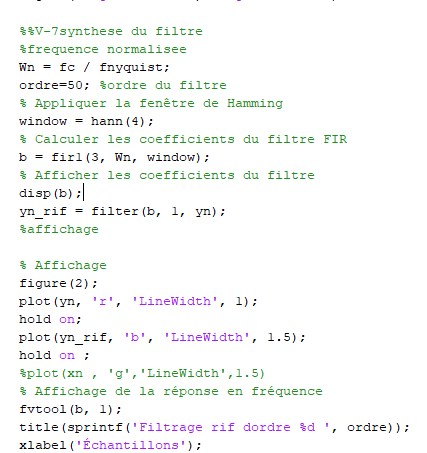 %%V-7synthese du filtre
%frequence normalisee
Wn = fc / fnyquist;
ordre=50; %ordre du filtre
% Appliquer la fenêtre de Hamming
window = hann(4);
% Calculer les coefficients du filtre FIR
b = fir1(3, Wn, window);
% Afficher les coefficients du filtre
disp(b);
yn_rif = filter(b, 1, yn);
%affichage
% Affichage
figure(2);
plot(yn, 'r', 'LineWidth', 1);
hold on;
plot(yn_rif, 'b', 'LineWidth', 1.5);
hold on ;
%plot(xn , 'g','LineWidth',1.5)
% Affichage de la réponse en fréquence
fvtool(b, 1);
title(sprintf('Filtrage rif dordre %d ', ordre));
xlabel('Échantillons');